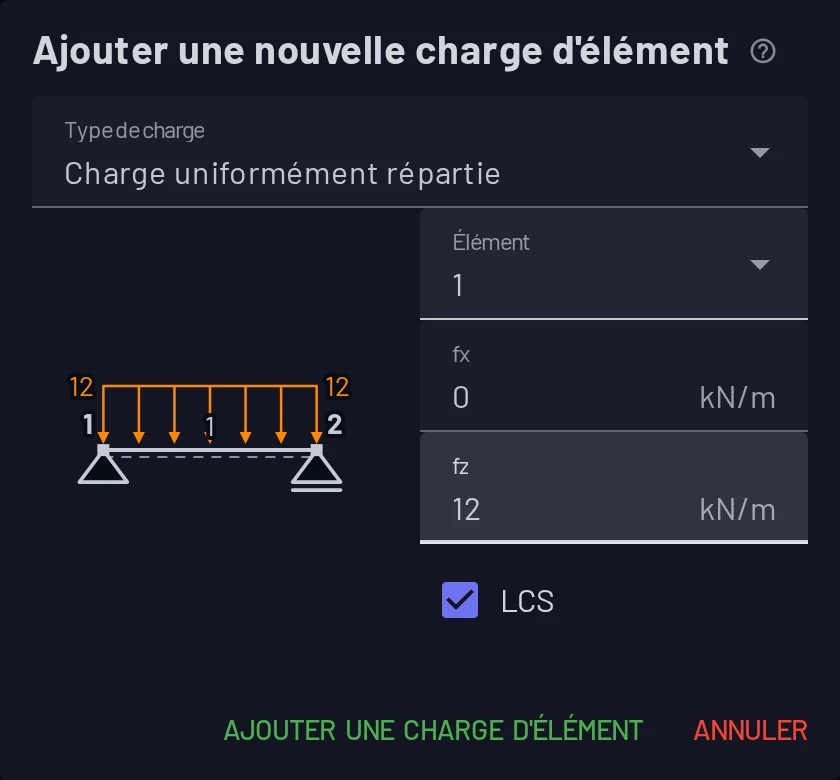 Ajouter une nouvelle charge d'élément ?
Type de charge
Charge uniformément répartie
Élément
1
fx
0 kN/m
fz
12 kN/m
12 12
1 1 2
LCS
AJOUTER UNE CHARGE D'ÉLÉMENT ANNULER